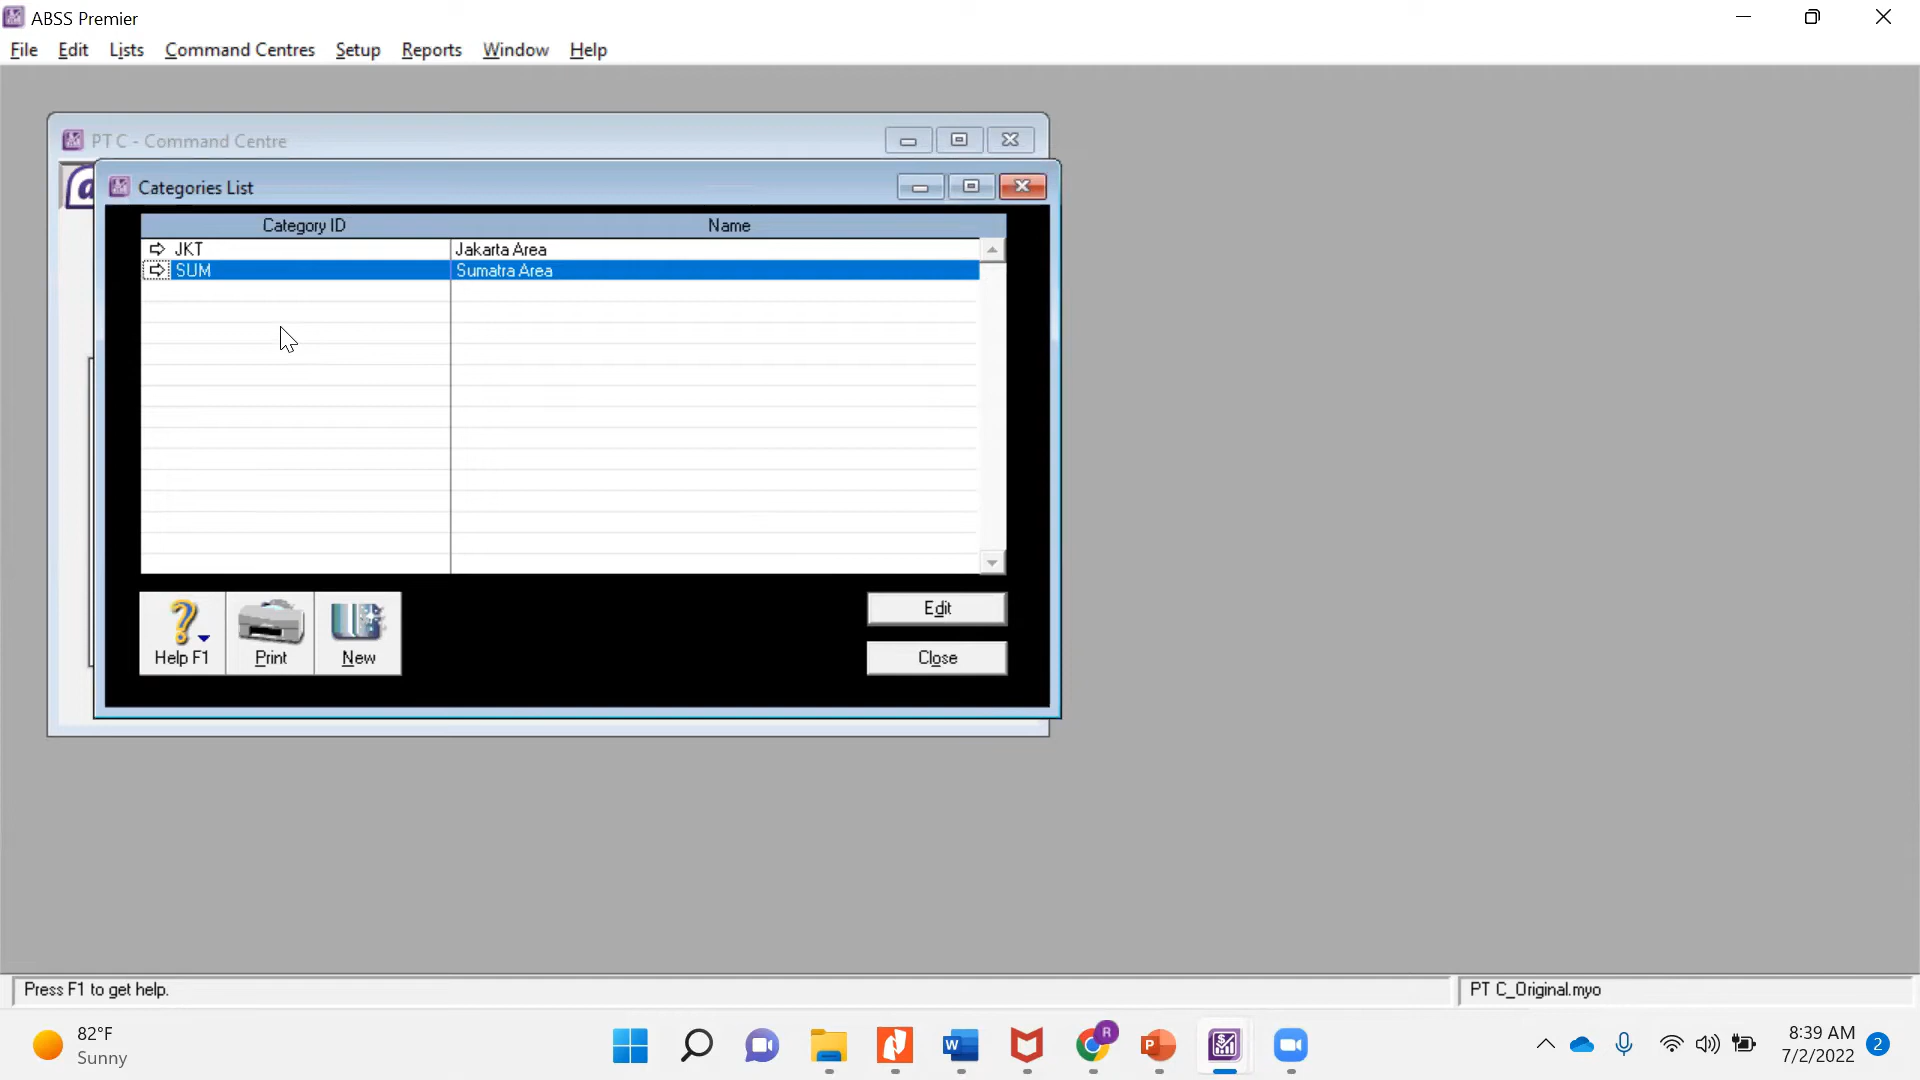 ABSS Premier
File Edit Lists Command Centres Setup Reports Window Help
PT C - Command Centre
Categories List
Category ID Name
JKT Jakarta Area
SUM Sumatra Area
Help F1 Print New
Edit
Close
Press F1 to get help.
PT C_Original.myo
82°F
Sunny
W
R
P
8:39 AM
7/2/2022
2